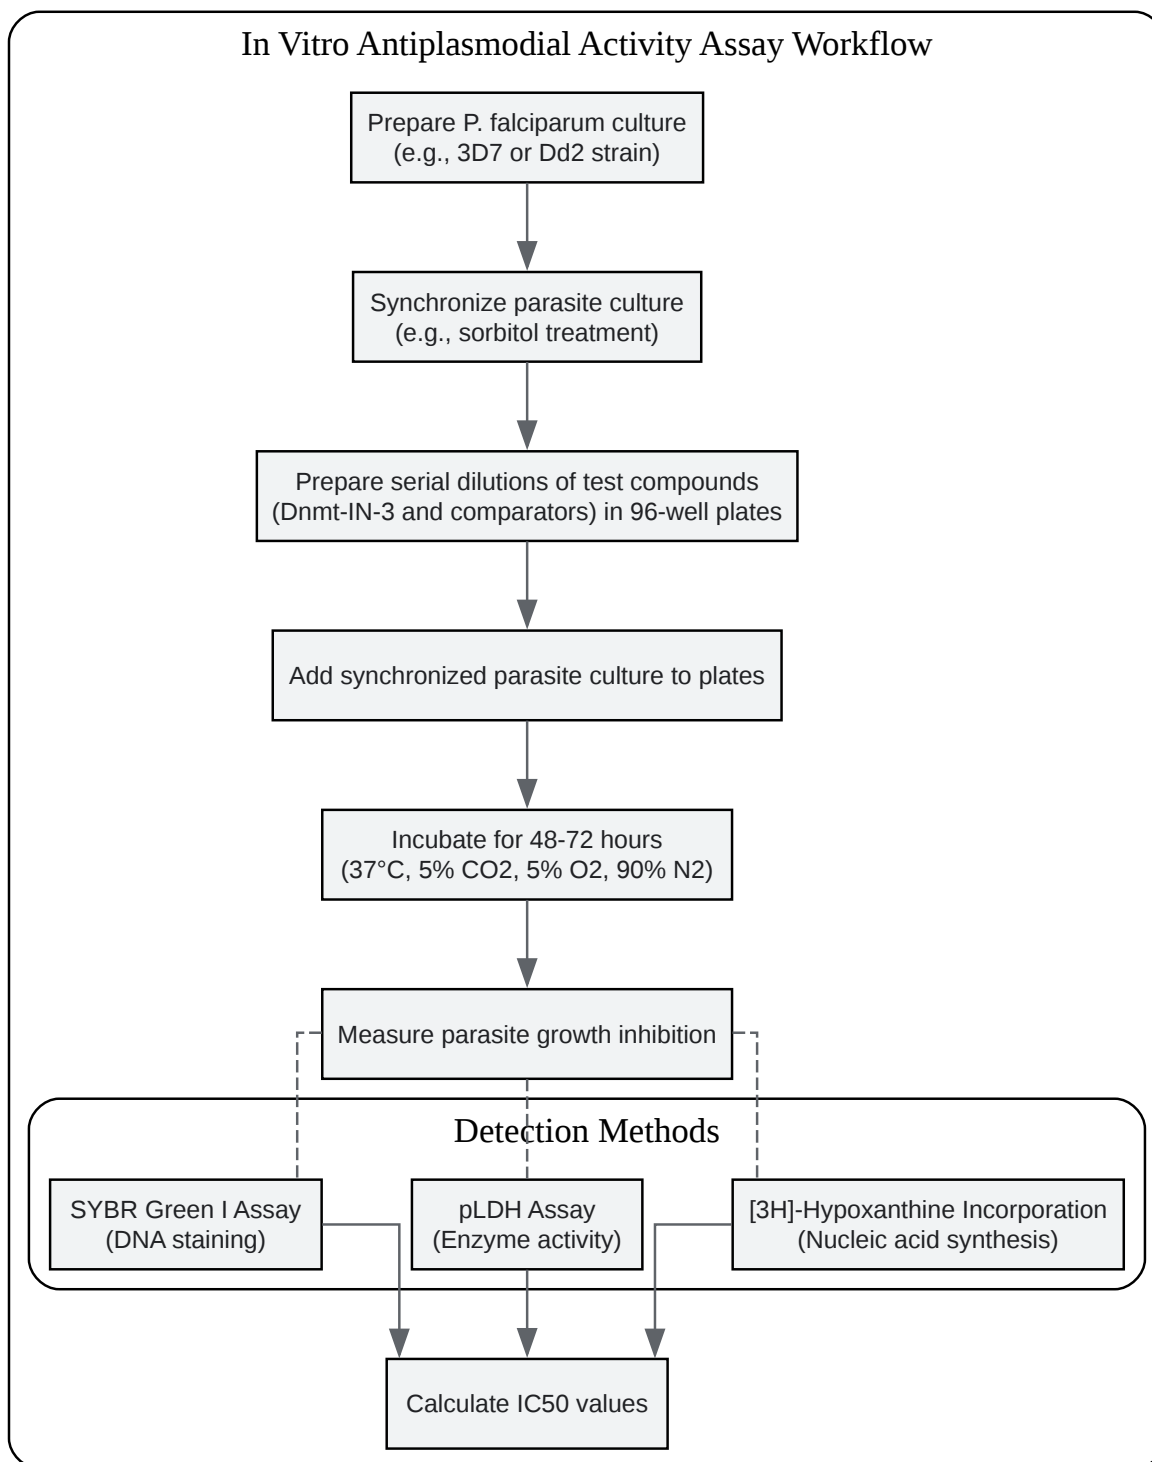 In Vitro Antiplasmodial Activity Assay Workflow
Prepare P. falciparum culture
(e.g., 3D7 or Dd2 strain)
Synchronize parasite culture
(e.g., sorbitol treatment)
Prepare serial dilutions of test compounds
(Dnmt-IN-3 and comparators) in 96-well plates
Add synchronized parasite culture to plates
Incubate for 48-72 hours
(37°C, 5% CO2, 5% O2, 90% N2)
Measure parasite growth inhibition
Detection Methods
SYBR Green I Assay
(DNA staining)
pLDH Assay
(Enzyme activity)
[3H]-Hypoxanthine Incorporation
(Nucleic acid synthesis)
Calculate IC50 values